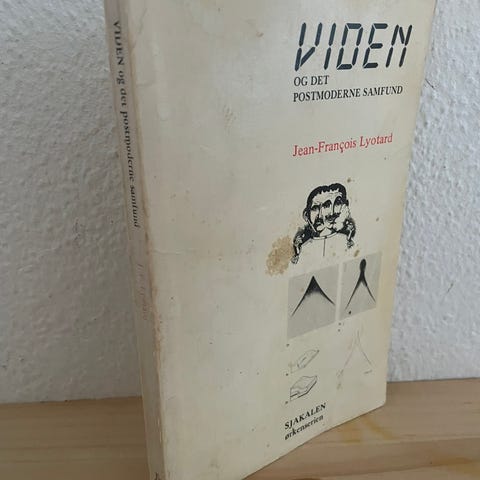 VIDEN
OG DET
POSTMODERNE SAMFUND
Jean-François Lyotard
SJAKALEN
ørkenserien
VIDEN og det postmoderne samfund